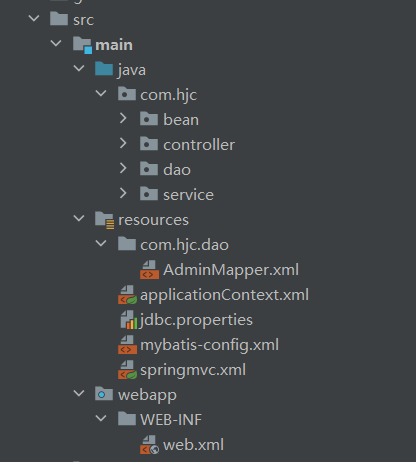 src
main
java
com.hjc
bean
controller
dao
service
resources
com.hjc.dao
AdminMapper.xml
applicationContext.xml
jdbc.properties
mybatis-config.xml
springmvc.xml
webapp
WEB-INF
web.xml